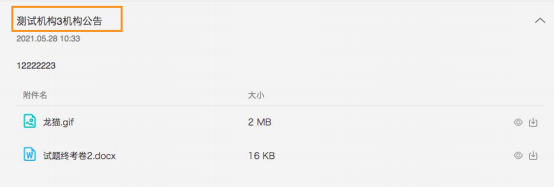 测试机构3机构公告
2021.05.28 10:33
12222223
附件名 大小
龙猫.gif 2 MB
试题终考卷2.docx 16 KB